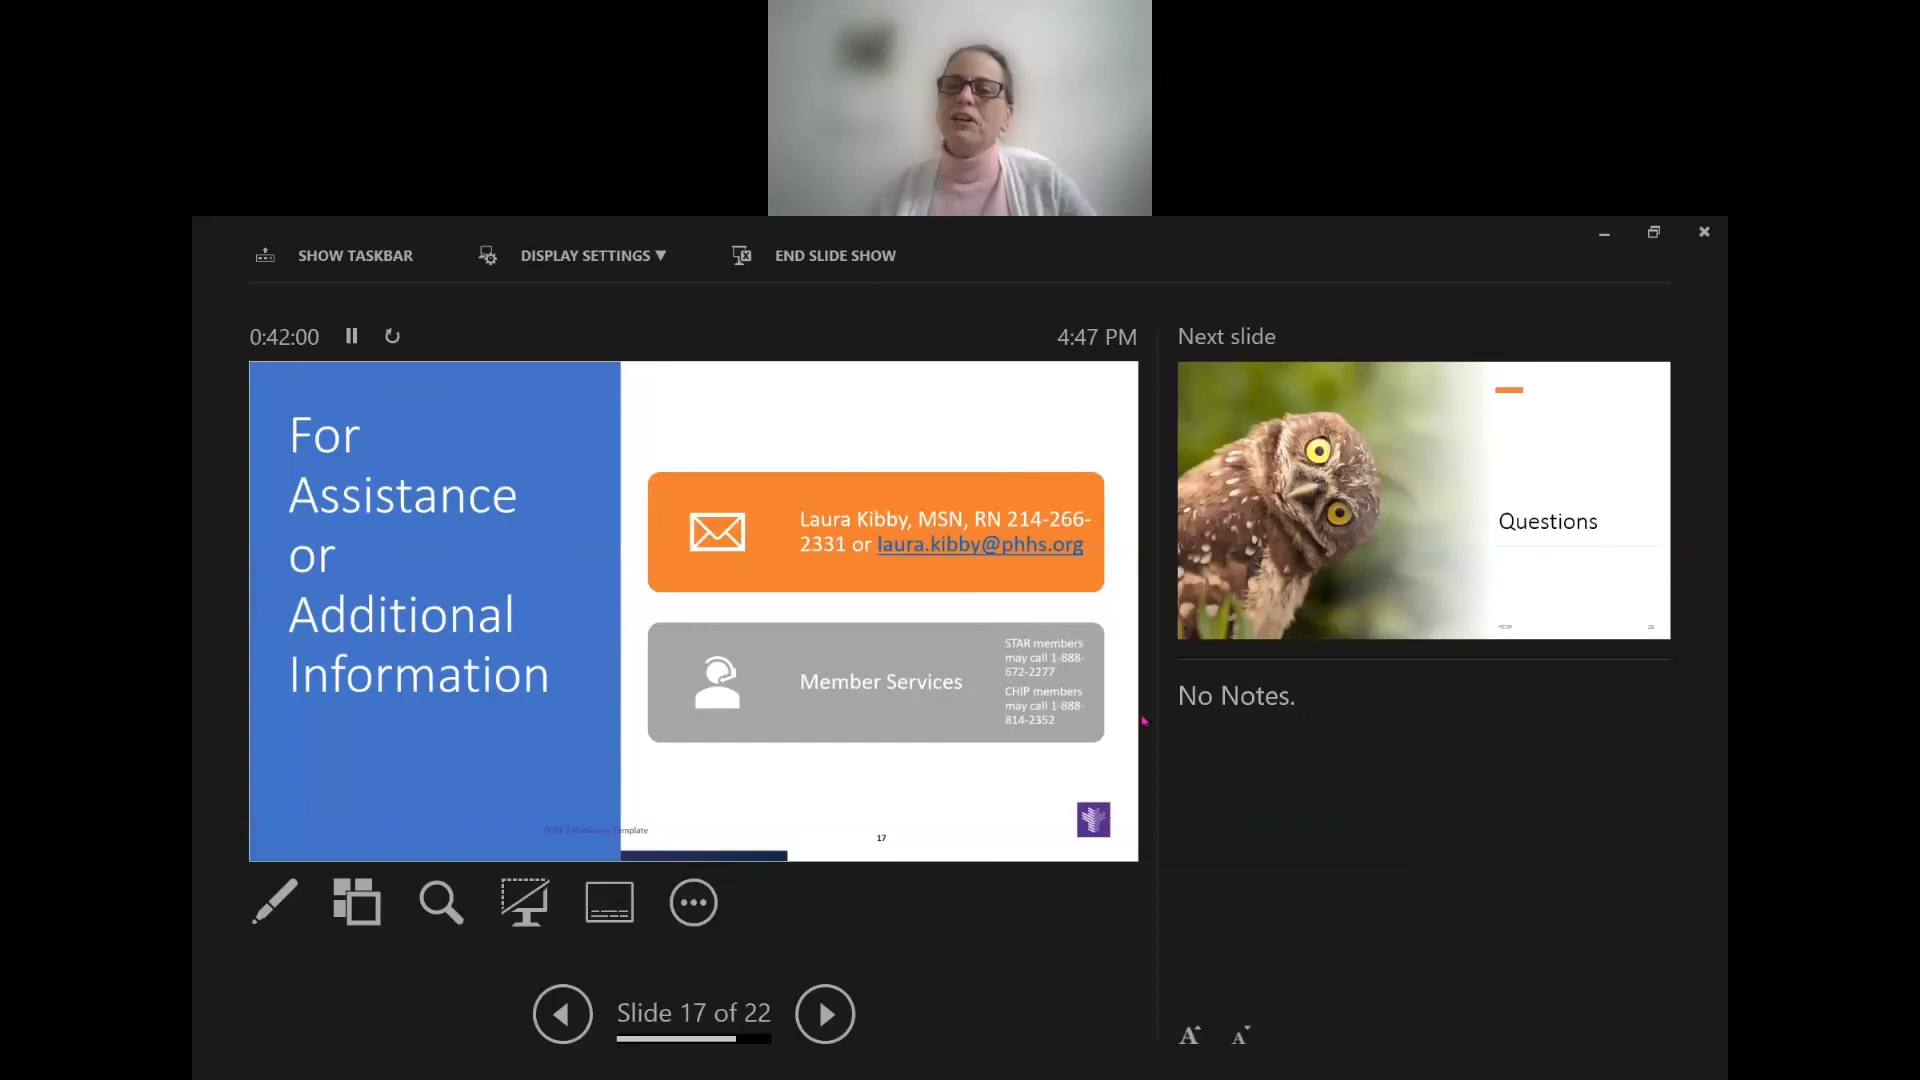 SHOW TASKBAR
DISPLAY SETTINGS ▼
END SLIDE SHOW
0:42:00
4:47 PM
Next slide
For
Assistance
or
Additional
Information
Laura Kibby, MSN, RN 214-266-
2331 or laura.kibby@phhs.org
Member Services
STAR members
may call 1-888-
672-2277
CHIP members
may call 1-888-
814-2352
Template
17
Questions
18
No Notes.
Slide 17 of 22
A
A